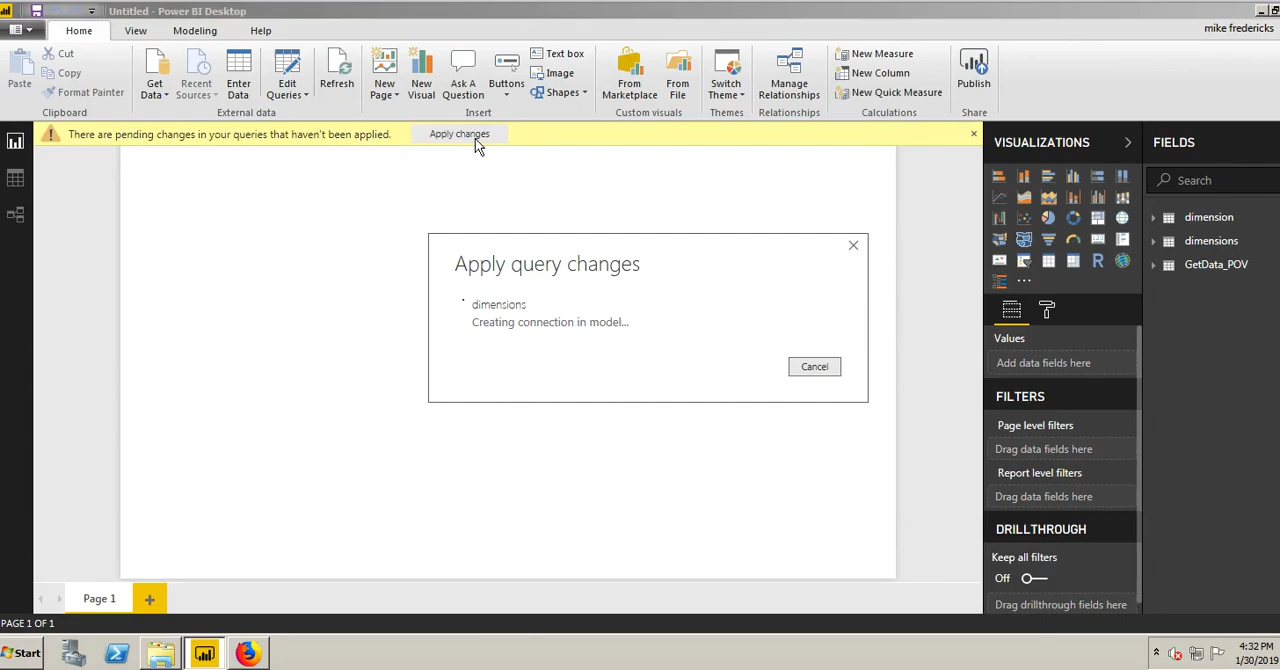 Untitled - Power BI Desktop
Home View Modeling Help
mike fredericks
Paste
Cut
Copy
Format Painter
Clipboard
Get Data
Recent Sources
Enter Data
Edit Queries
Refresh
External data
New Page
New Visual
Ask A Question
Buttons
Text box
Image
Shapes
Insert
From Marketplace
From File
Custom visuals
Switch Theme
Themes
Manage Relationships
Relationships
New Measure
New Column
New Quick Measure
Calculations
Publish
Share
There are pending changes in your queries that haven't been applied.
Apply changes
Apply query changes
dimensions
Creating connection in model...
Cancel
VISUALIZATIONS
R
Values
Add data fields here
FILTERS
Page level filters
Drag data fields here
Report level filters
Drag data fields here
DRILLTHROUGH
Keep all filters
Off
Drag drillthrough fields here
FIELDS
Search
dimension
dimensions
GetData_POV
Page 1
PAGE 1 OF 1
Start
4:32 PM
1/30/2019